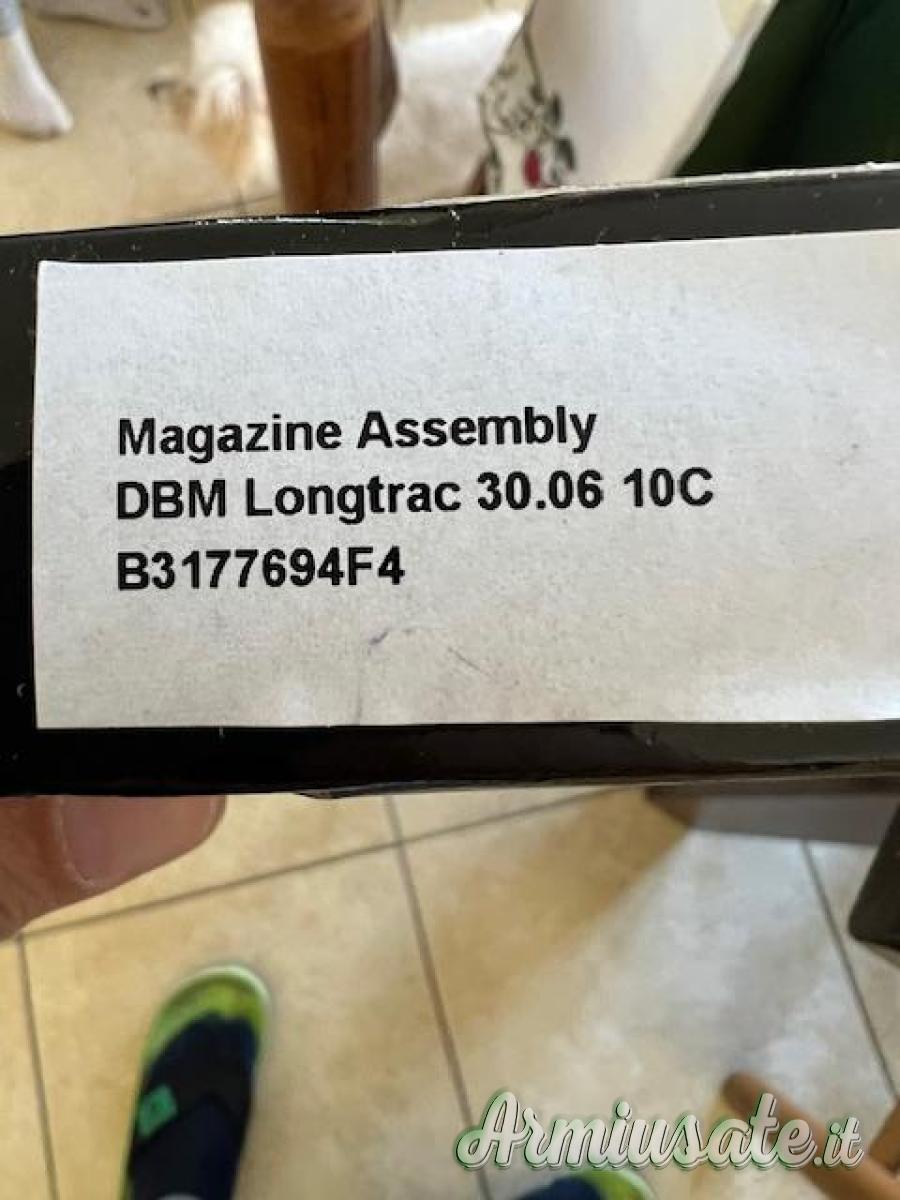 Magazine Assembly
DBM Longtrac 30.06 10C
B3177694F4
Armiusate.it